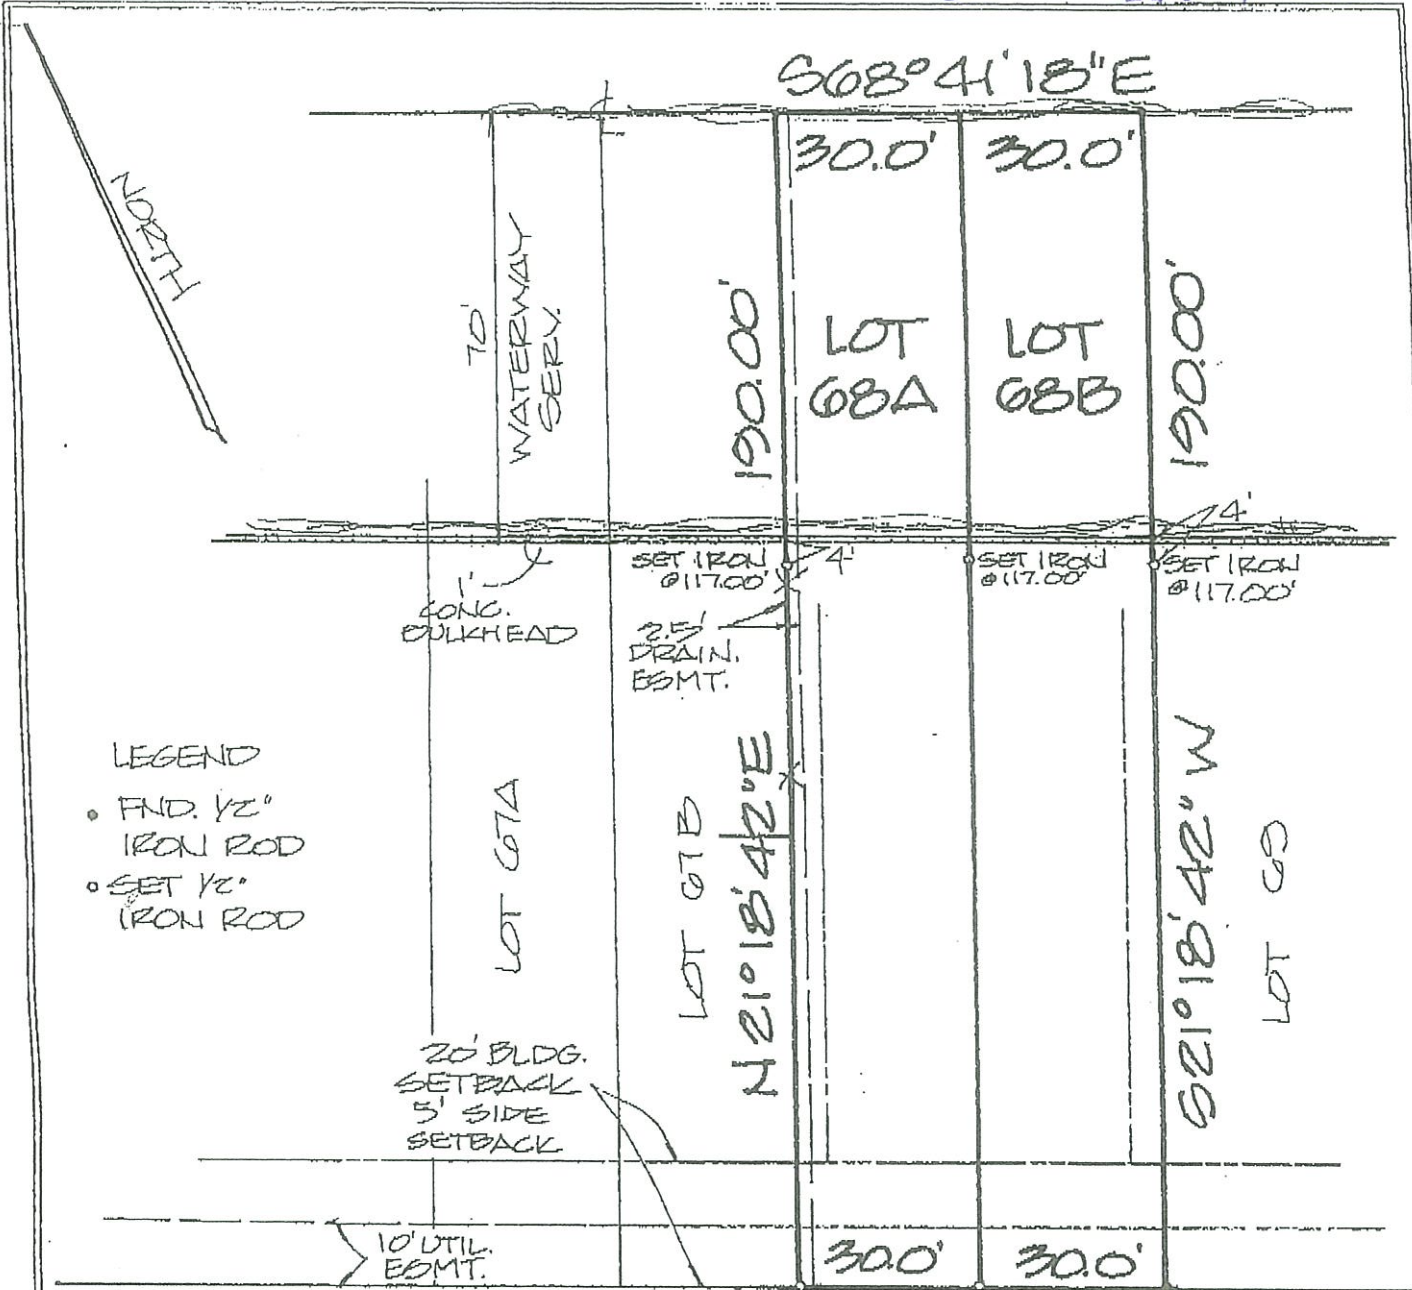 S68° 41' 18" E
30.0' 30.0'
NORTH
70'
WATERWAY
SERV.
190.00'
LOT
68A
LOT
68B
190.00'
4'
SET IRON
@117.00'
4'
SET IRON
@117.00'
SET IRON
@117.00'
1'
CONC.
BULKHEAD
2.5'
DRAIN.
ESMT.
LEGEND
FND. 1/2"
IRON ROD
SET 1/2"
IRON ROD
LOT 67A
LOT 67B
N 21° 18' 42" E
S 21° 18' 42" W
LOT 69
20' BLDG.
SETBACK
5' SIDE
SETBACK
10' UTIL.
ESMT.
30.0' 30.0'